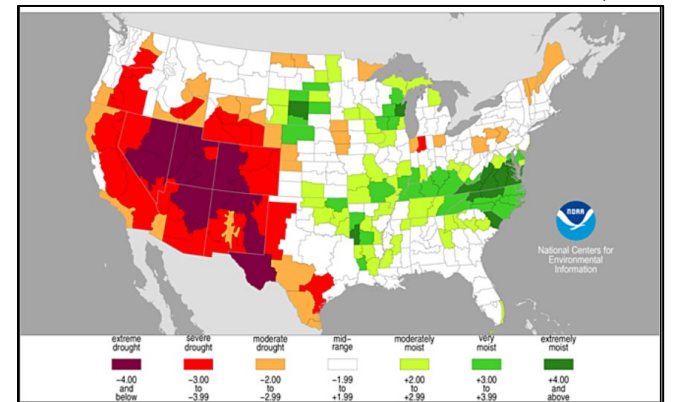 NOAA
National Centers for
Environmental
Information
extreme drought
severe drought
moderate drought
mid-range
moderately moist
very moist
extremely moist
-4.00 and below
-3.00 to -3.99
-2.00 to -2.99
-1.99 to +1.99
+2.00 to +2.99
+3.00 to +3.99
+4.00 and above